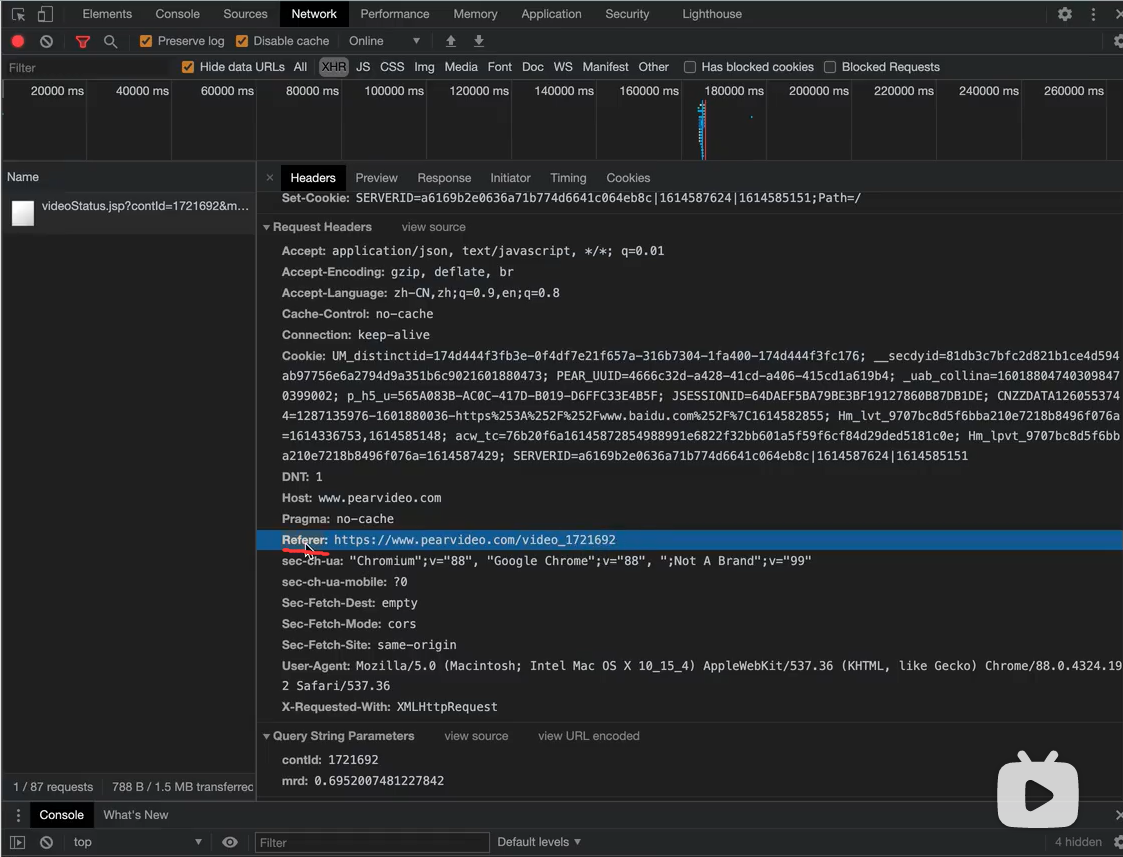 Elements Console Sources Network Performance Memory Application Security Lighthouse
Preserve log Disable cache Online
Filter Hide data URLs All XHR JS CSS Img Media Font Doc WS Manifest Other Has blocked cookies Blocked Requests
20000 ms 40000 ms 60000 ms 80000 ms 100000 ms 120000 ms 140000 ms 160000 ms 180000 ms 200000 ms 220000 ms 240000 ms 260000 ms
Name
videoStatus.jsp?contId=1721692&m…
× Headers Preview Response Initiator Timing Cookies
Set-Cookie: SERVERID=a6169b2e0636a71b774d6641c064eb8c|1614587624|1614585151;Path=/
Request Headers view source
Accept: application/json, text/javascript, */*; q=0.01
Accept-Encoding: gzip, deflate, br
Accept-Language: zh-CN,zh;q=0.9,en;q=0.8
Cache-Control: no-cache
Connection: keep-alive
Cookie: UM_distinctid=174d444f3fb3e-0f4df7e21f657a-316b7304-1fa400-174d444f3fc176; __secdyid=81db3c7bfc2d821b1ce4d594
ab97756e6a2794d9a351b6c9021601880473; PEAR_UUID=4666c32d-a428-41cd-a406-415cd1a619b4; _uab_collina=16018804740309847
0399002; p_h5_u=565A083B-AC0C-417D-B019-D6FFC33E4B5F; JSESSIONID=64DAEF5BA79BE3BF19127860B87DB1DE; CNZZDATA126055374
4=1287135976-1601880036-https%253A%252F%252Fwww.baidu.com%252F%7C1614582855; Hm_lvt_9707bc8d5f6bba210e7218b8496f076a
=1614336753,1614585148; acw_tc=76b20f6a16145872854988991e6822f32bb601a5f59f6cf84d29ded5181c0e; Hm_lpvt_9707bc8d5f6bb
a210e7218b8496f076a=1614587429; SERVERID=a6169b2e0636a71b774d6641c064eb8c|1614587624|1614585151
DNT: 1
Host: www.pearvideo.com
Pragma: no-cache
Referer: https://www.pearvideo.com/video_1721692
sec-ch-ua: "Chromium";v="88", "Google Chrome";v="88", ";Not A Brand";v="99"
sec-ch-ua-mobile: ?0
Sec-Fetch-Dest: empty
Sec-Fetch-Mode: cors
Sec-Fetch-Site: same-origin
User-Agent: Mozilla/5.0 (Macintosh; Intel Mac OS X 10_15_4) AppleWebKit/537.36 (KHTML, like Gecko) Chrome/88.0.4324.19
2 Safari/537.36
X-Requested-With: XMLHttpRequest
Query String Parameters view source view URL encoded
contId: 1721692
mrd: 0.6952007481227842
1 / 87 requests 788 B / 1.5 MB transferred
Console What's New
top Filter Default levels 4 hidden